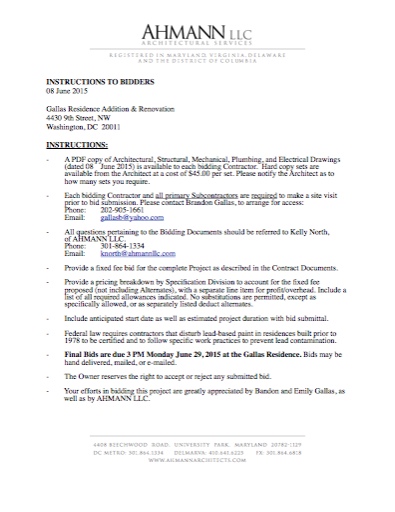 AHMANN LLC
ARCHITECTURAL SERVICES
REGISTERED IN MARYLAND, VIRGINIA, DELAWARE
AND THE DISTRICT OF COLUMBIA
INSTRUCTIONS TO BIDDERS
08 June 2015
Gallas Residence Addition & Renovation
4430 9th Street, NW
Washington, DC 20011
INSTRUCTIONS:
- A PDF copy of Architectural, Structural, Mechanical, Plumbing, and Electrical Drawings
(dated 08 June 2015) is available to each bidding Contractor. Hard copy sets are
available from the Architect at a cost of $45.00 per set. Please notify the Architect as to
how many sets you require.
- Each bidding Contractor and all primary Subcontractors are required to make a site visit
prior to bid submission. Please contact Brandon Gallas, to arrange for access:
Phone: 202-905-1661
Email: gallasb@yahoo.com
- All questions pertaining to the Bidding Documents should be referred to Kelly North,
of AHMANN LLC.
Phone: 301-864-1334
Email: knorth@ahmannllc.com
- Provide a fixed fee bid for the complete Project as described in the Contract Documents.
- Provide a pricing breakdown by Specification Division to account for the fixed fee
proposed (not including Alternates), with a separate line item for profit/overhead. Include a
list of all required allowances indicated. No substitutions are permitted, except as
specifically allowed, or as separately listed deduct alternates.
- Include anticipated start date as well as estimated project duration with bid submittal.
- Federal law requires contractors that disturb lead-based paint in residences built prior to
1978 to be certified and to follow specific work practices to prevent lead contamination.
- Final Bids are due 3 PM Monday June 29, 2015 at the Gallas Residence. Bids may be
hand delivered, mailed, or e-mailed.
- The Owner reserves the right to accept or reject any submitted bid.
- Your efforts in bidding this project are greatly appreciated by Bandon and Emily Gallas, as
well as by AHMANN LLC.
4408 BEECHWOOD ROAD, UNIVERSITY PARK, MARYLAND 20782-1129
DC METRO: 301.864.1334 DELMARVA: 410.640.6225 FX: 301.864.6818
WWW.AHMANNARCHITECTS.COM